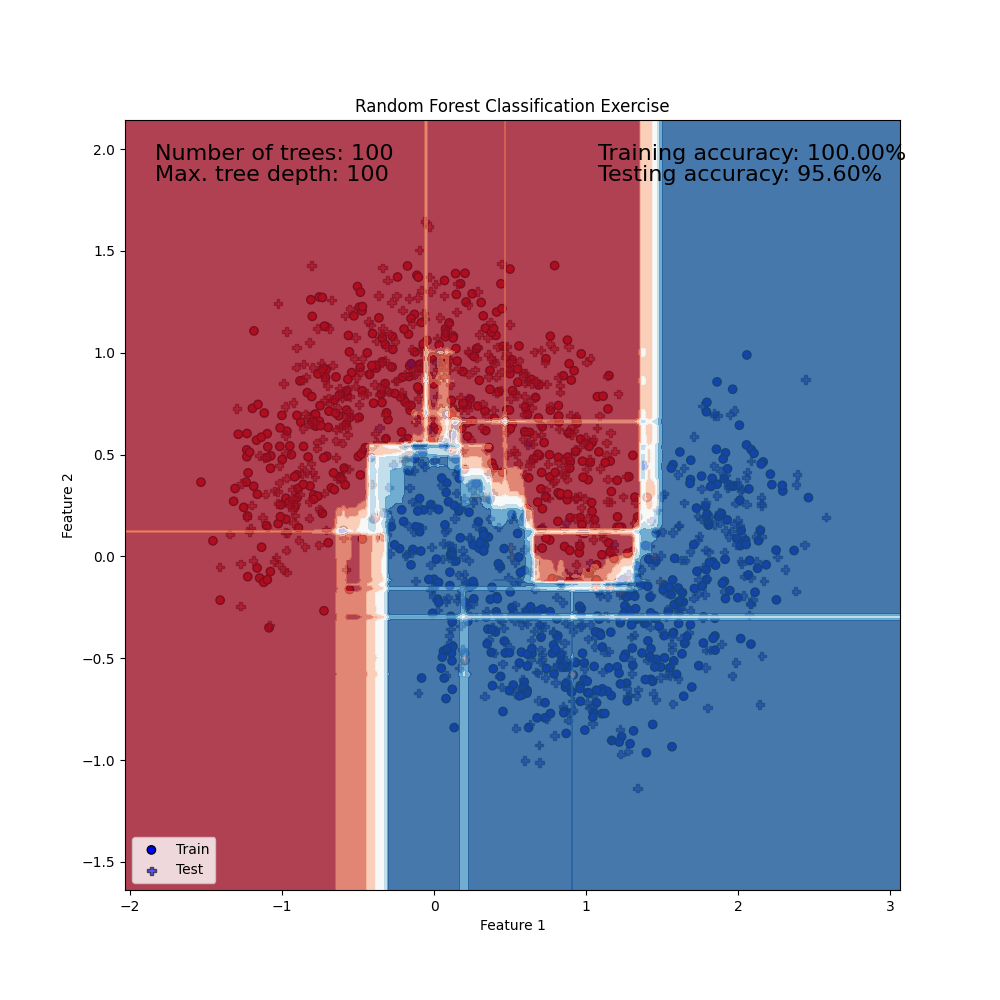 Random Forest Classification Exercise
Number of trees: 100
Max. tree depth: 100
Training accuracy: 100.00%
Testing accuracy: 95.60%
2.0
1.5
1.0
0.5
0.0
−0.5
−1.0
−1.5
Feature 2
Train
Test
−2
−1
0
1
2
3
Feature 1